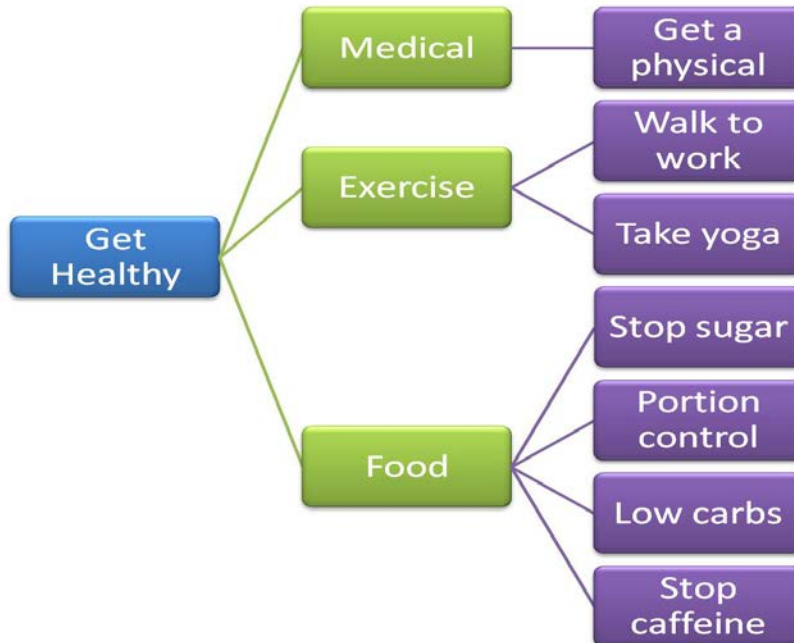 Get
Healthy
Medical
Get a
physical
Exercise
Walk to
work
Take yoga
Food
Stop sugar
Portion
control
Low carbs
Stop
caffeine